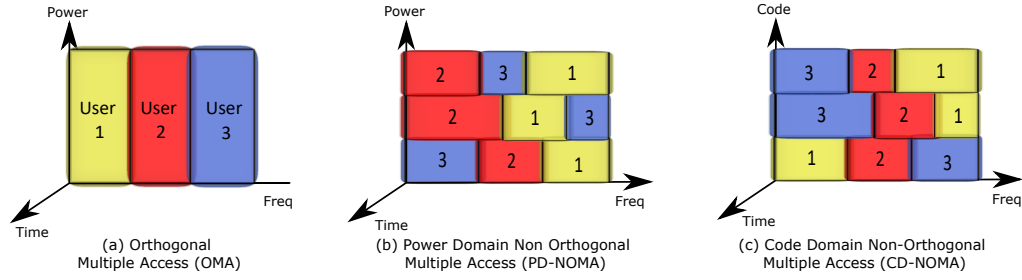 Power
User
1
User
2
User
3
Freq
Time
(a) Orthogonal
Multiple Access (OMA)
Power
2 3 1
2 1 3
3 2 1
Freq
Time
(b) Power Domain Non Orthogonal
Multiple Access (PD-NOMA)
Code
3 2 1
3 2 1
1 2 3
Freq
Time
(c) Code Domain Non-Orthogonal
Multiple Access (CD-NOMA)